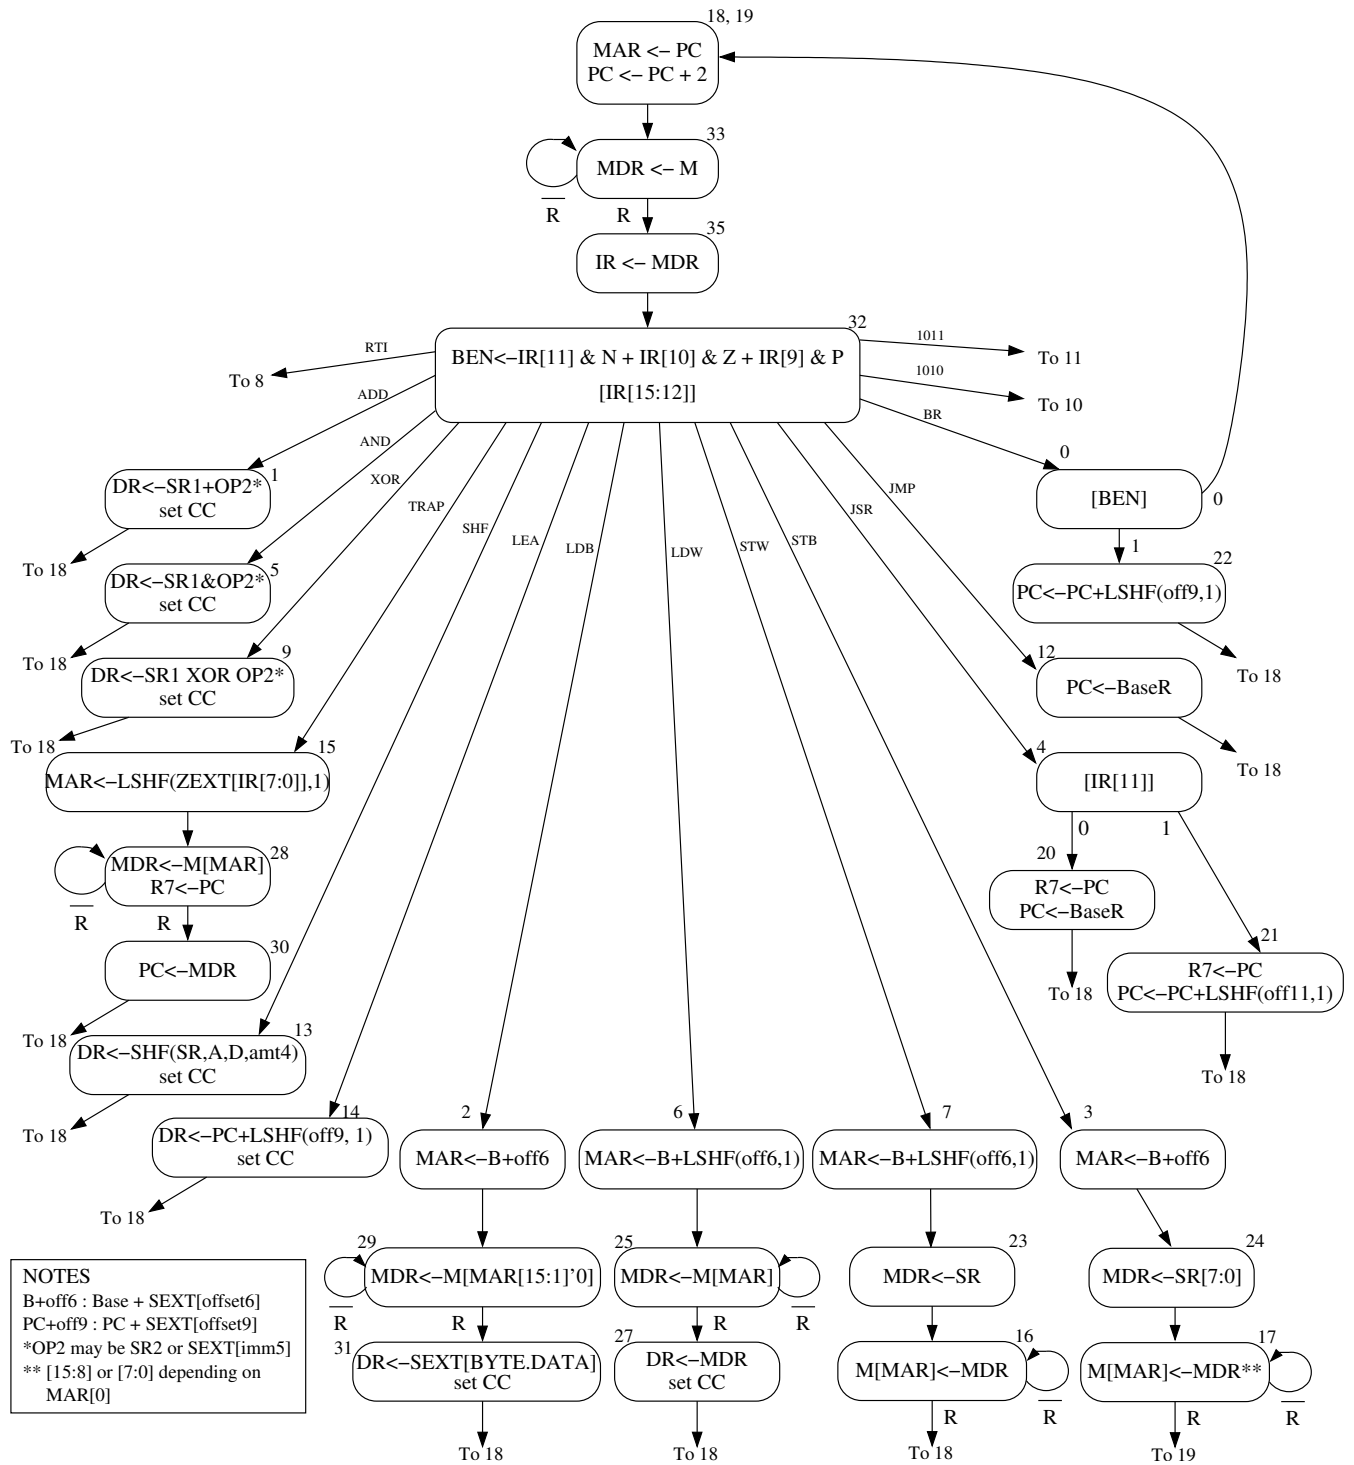 18, 19
MAR <– PC
PC <– PC + 2
33
MDR <– M
R
R
35
IR <– MDR
32
BEN<–IR[11] & N + IR[10] & Z + IR[9] & P
[IR[15:12]]
RTI
To 8
1011
To 11
1010
To 10
ADD
AND
XOR
TRAP
SHF
LEA
LDB
LDW
STW
STB
JSR
JMP
BR
1
DR<–SR1+OP2*
set CC
To 18
5
DR<–SR1&OP2*
set CC
To 18
9
DR<–SR1 XOR OP2*
set CC
To 18
15
MAR<–LSHF(ZEXT[IR[7:0]],1)
28
MDR<–M[MAR]
R7<–PC
R
R
30
PC<–MDR
To 18
13
DR<–SHF(SR,A,D,amt4)
set CC
To 18
14
DR<–PC+LSHF(off9, 1)
set CC
To 18
0
[BEN]
0
1
22
PC<–PC+LSHF(off9,1)
To 18
12
PC<–BaseR
To 18
4
[IR[11]]
0
1
20
R7<–PC
PC<–BaseR
To 18
21
R7<–PC
PC<–PC+LSHF(off11,1)
To 18
2
MAR<–B+off6
29
MDR<–M[MAR[15:1]’0]
R
R
31
DR<–SEXT[BYTE.DATA]
set CC
To 18
6
MAR<–B+LSHF(off6,1)
25
MDR<–M[MAR]
R
R
27
DR<–MDR
set CC
To 18
7
MAR<–B+LSHF(off6,1)
23
MDR<–SR
16
M[MAR]<–MDR
R
R
To 18
3
MAR<–B+off6
24
MDR<–SR[7:0]
17
M[MAR]<–MDR**
R
R
To 19
NOTES
B+off6 : Base + SEXT[offset6]
PC+off9 : PC + SEXT[offset9]
*OP2 may be SR2 or SEXT[imm5]
** [15:8] or [7:0] depending on
MAR[0]